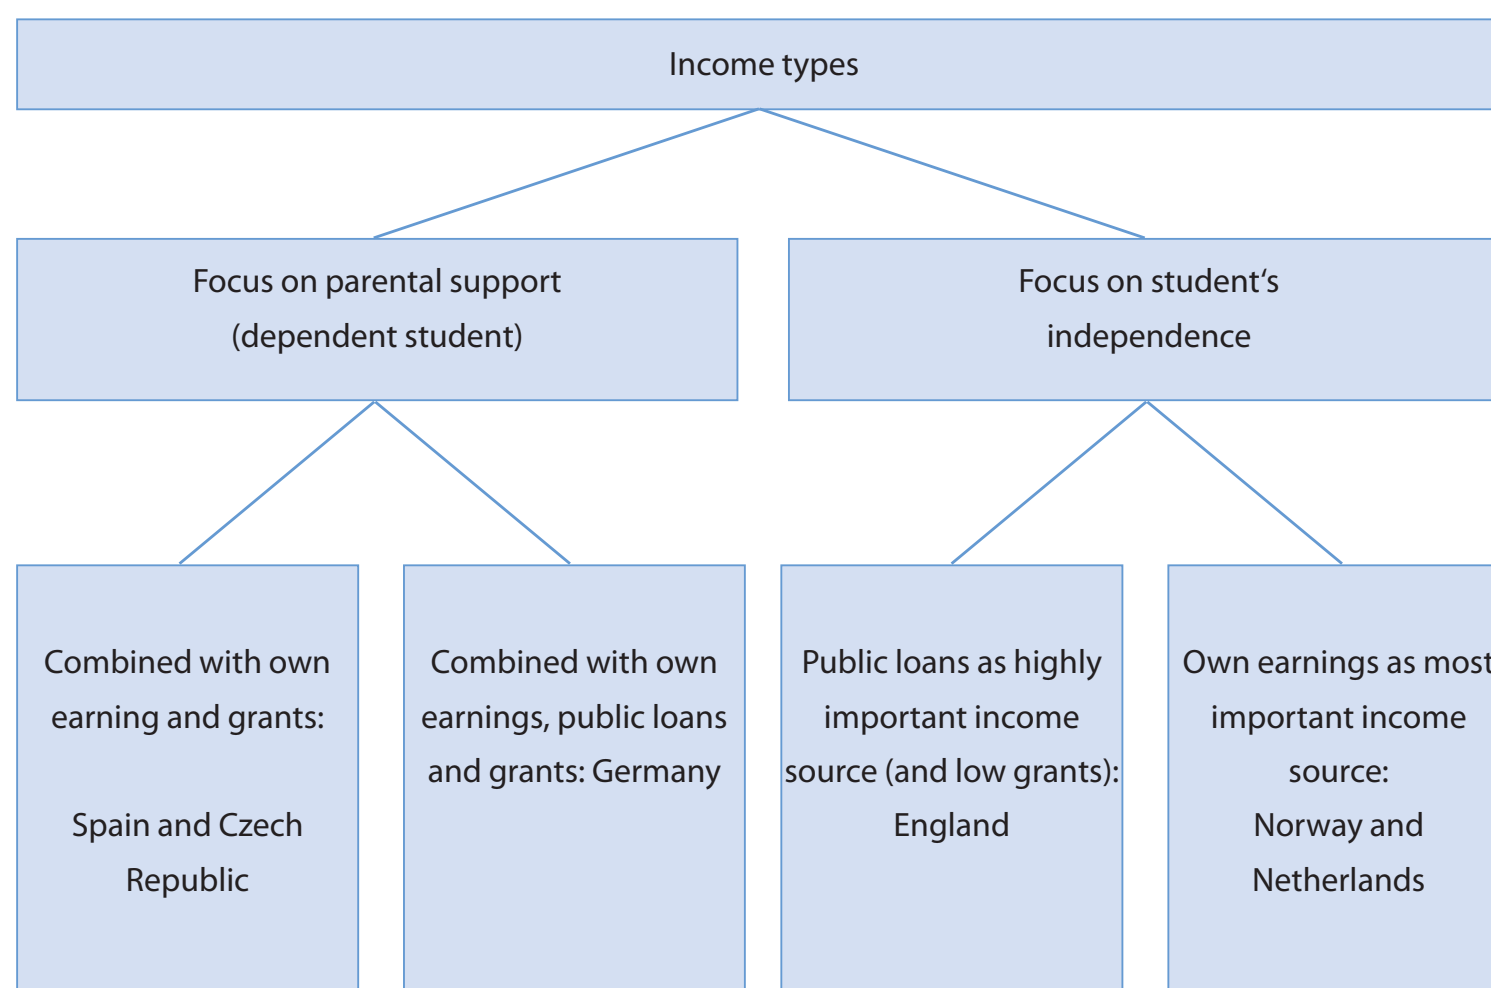 Income types
Focus on parental support
(dependent student)
Focus on student‘s
independence
Combined with own
earning and grants:
Spain and Czech
Republic
Combined with own
earnings, public loans
and grants: Germany
Public loans as highly
important income
source (and low grants):
England
Own earnings as most
important income
source:
Norway and
Netherlands